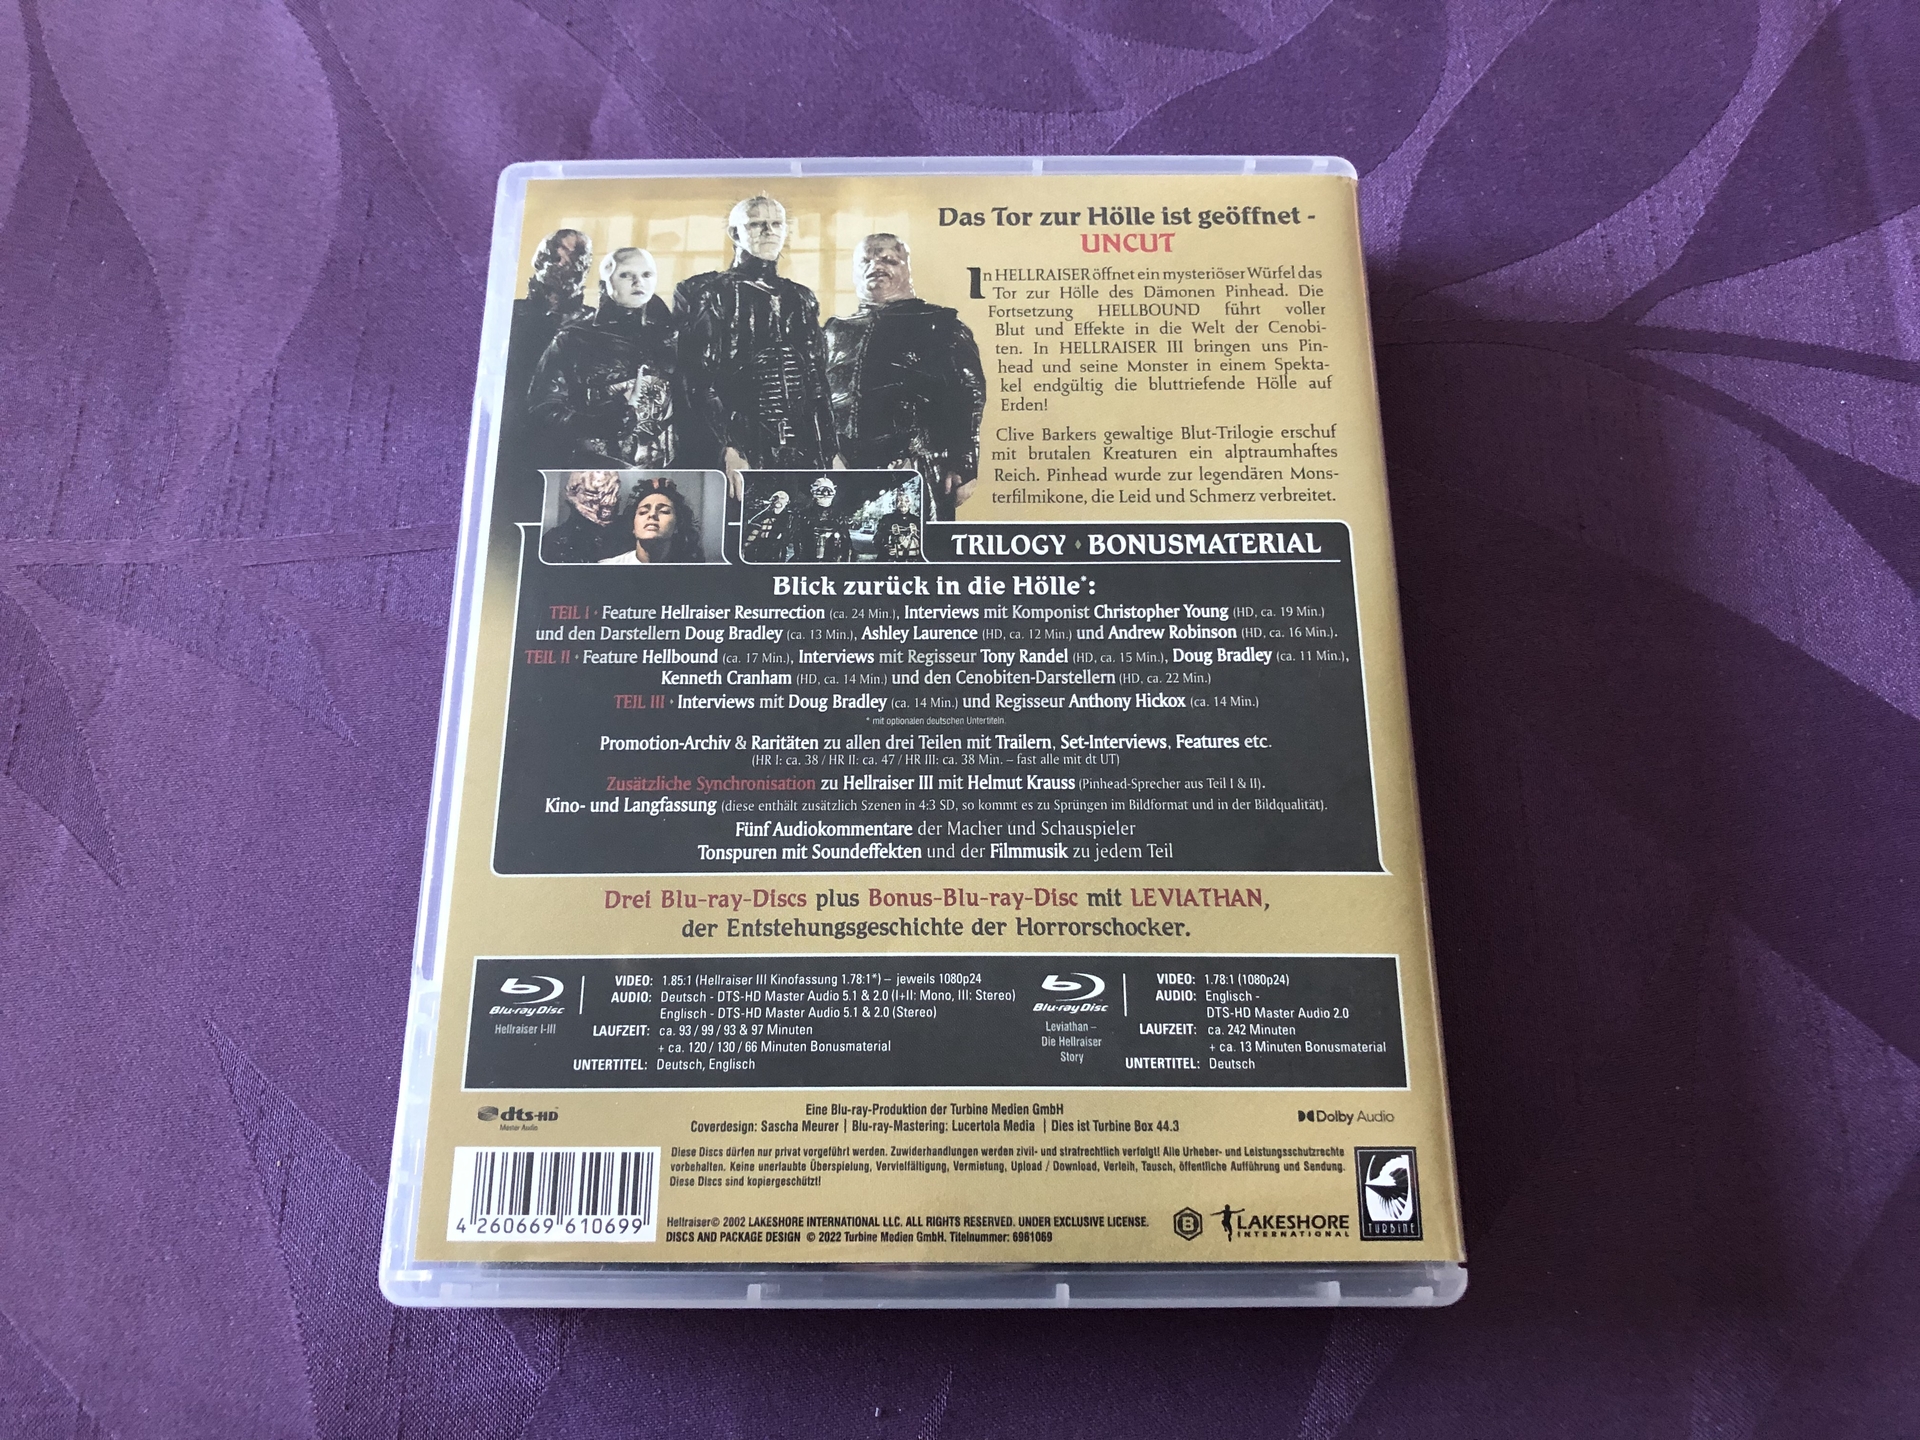 Das Tor zur Hölle ist geöffnet -
UNCUT
In HELLRAISER öffnet ein mysteriöser Würfel das
Tor zur Hölle des Dämonen Pinhead. Die
Fortsetzung HELLBOUND führt voller
Blut und Effekte in die Welt der Cenobi-
ten. In HELLRAISER III bringen uns Pin-
head und seine Monster in einem Spekta-
kel endgültig die bluttriefende Hölle auf
Erden!
Clive Barkers gewaltige Blut-Trilogie erschuf
mit brutalen Kreaturen ein alptraumhaftes
Reich. Pinhead wurde zur legendären Mons-
terfilmikone, die Leid und Schmerz verbreitet.
TRILOGY • BONUSMATERIAL
Blick zurück in die Hölle*:
TEIL I • Feature Hellraiser Resurrection (ca. 24 Min.), Interviews mit Komponist Christopher Young (HD, ca. 19 Min.)
und den Darstellern Doug Bradley (ca. 13 Min.), Ashley Laurence (HD, ca. 12 Min.) und Andrew Robinson (HD, ca. 16 Min.).
TEIL II • Feature Hellbound (ca. 17 Min.), Interviews mit Regisseur Tony Randel (HD, ca. 15 Min.), Doug Bradley (ca. 11 Min.),
Kenneth Cranham (HD, ca. 14 Min.) und den Cenobiten-Darstellern (HD, ca. 22 Min.)
TEIL III • Interviews mit Doug Bradley (ca. 14 Min.) und Regisseur Anthony Hickox (ca. 14 Min.)
* mit optionalen deutschen Untertiteln.
Promotion-Archiv & Raritäten zu allen drei Teilen mit Trailern, Set-Interviews, Features etc.
(HR I: ca. 38 / HR II: ca. 47 / HR III: ca. 38 Min. – fast alle mit dt UT)
Zusätzliche Synchronisation zu Hellraiser III mit Helmut Krauss (Pinhead-Sprecher aus Teil I & II).
Kino- und Langfassung (diese enthält zusätzlich Szenen in 4:3 SD, so kommt es zu Sprüngen im Bildformat und in der Bildqualität).
Fünf Audiokommentare der Macher und Schauspieler
Tonspuren mit Soundeffekten und der Filmmusik zu jedem Teil
Drei Blu-ray-Discs plus Bonus-Blu-ray-Disc mit LEVIATHAN,
der Entstehungsgeschichte der Horrorschocker.
Blu-ray Disc
Hellraiser I-III
VIDEO: 1.85:1 (Hellraiser III Kinofassung 1.78:1*) – jeweils 1080p24
AUDIO: Deutsch - DTS-HD Master Audio 5.1 & 2.0 (I+II: Mono, III: Stereo)
Englisch - DTS-HD Master Audio 5.1 & 2.0 (Stereo)
LAUFZEIT: ca. 93 / 99 / 93 & 97 Minuten
+ ca. 120 / 130 / 66 Minuten Bonusmaterial
UNTERTITEL: Deutsch, Englisch
Blu-ray Disc
Leviathan –
Die Hellraiser
Story
VIDEO: 1.78:1 (1080p24)
AUDIO: Englisch -
DTS-HD Master Audio 2.0
LAUFZEIT: ca. 242 Minuten
+ ca. 13 Minuten Bonusmaterial
UNTERTITEL: Deutsch
dts-HD
Master Audio
Eine Blu-ray-Produktion der Turbine Medien GmbH
Coverdesign: Sascha Meurer | Blu-ray-Mastering: Lucertola Media | Dies ist Turbine Box 44.3
Dolby Audio
Diese Discs dürfen nur privat vorgeführt werden. Zuwiderhandlungen werden zivil- und strafrechtlich verfolgt! Alle Urheber- und Leistungsschutzrechte
vorbehalten. Keine unerlaubte Überspielung, Vervielfältigung, Vermietung, Upload / Download, Verleih, Tausch, öffentliche Aufführung und Sendung.
Diese Discs sind kopiergeschützt!
4 260669 610699
Hellraiser© 2002 LAKESHORE INTERNATIONAL LLC. ALL RIGHTS RESERVED. UNDER EXCLUSIVE LICENSE.
DISCS AND PACKAGE DESIGN © 2022 Turbine Medien GmbH. Titelnummer: 6961069
B
LAKESHORE
INTERNATIONAL
TURBINE